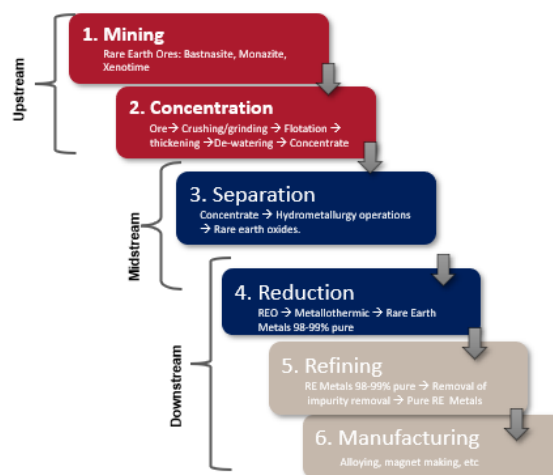 Upstream
1. Mining
Rare Earth Ores: Bastnasite, Monazite,
Xenotime
2. Concentration
Ore→ Crushing/grinding → Flotation →
thickening →De-watering → Concentrate
Midstream
3. Separation
Concentrate → Hydrometallurgy operations
→ Rare earth oxides.
Downstream
4. Reduction
REO → Metallothermic → Rare Earth
Metals 98-99% pure
5. Refining
RE Metals 98-99% pure → Removal of
impurity removal → Pure RE Metals
6. Manufacturing
Alloying, magnet making, etc